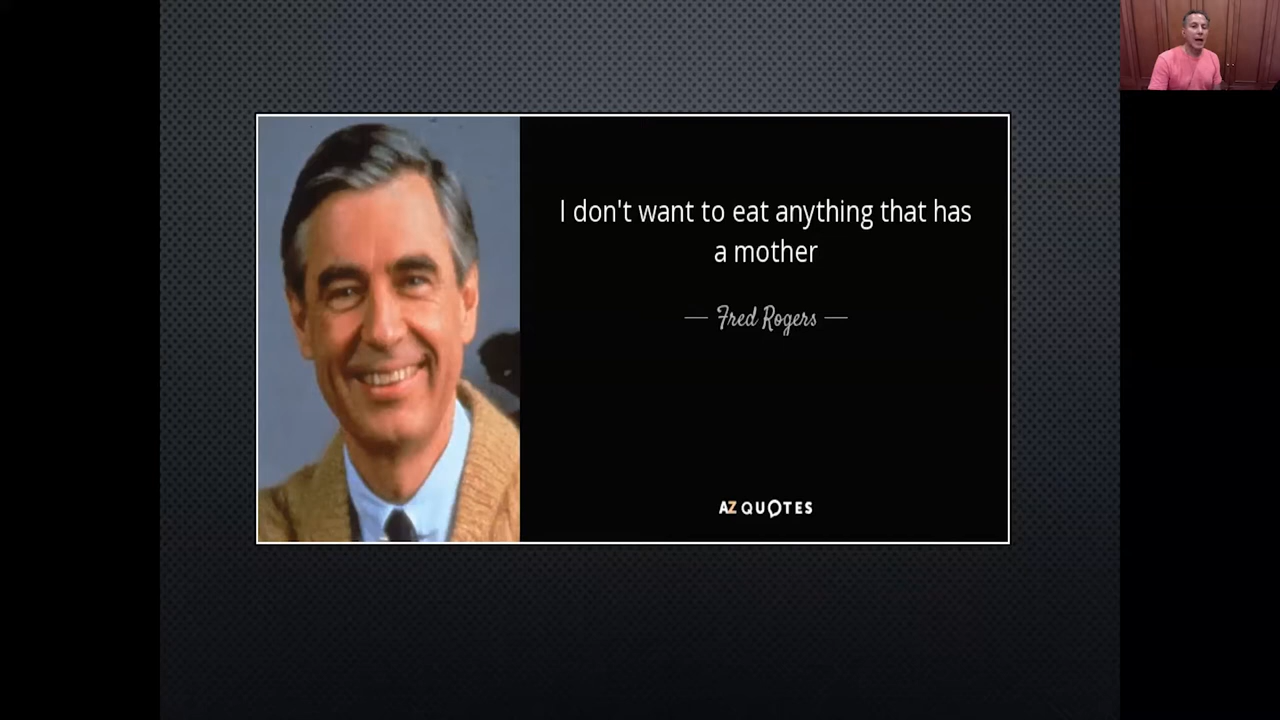 I don't want to eat anything that has
a mother
— Fred Rogers —
AZ QUOTES